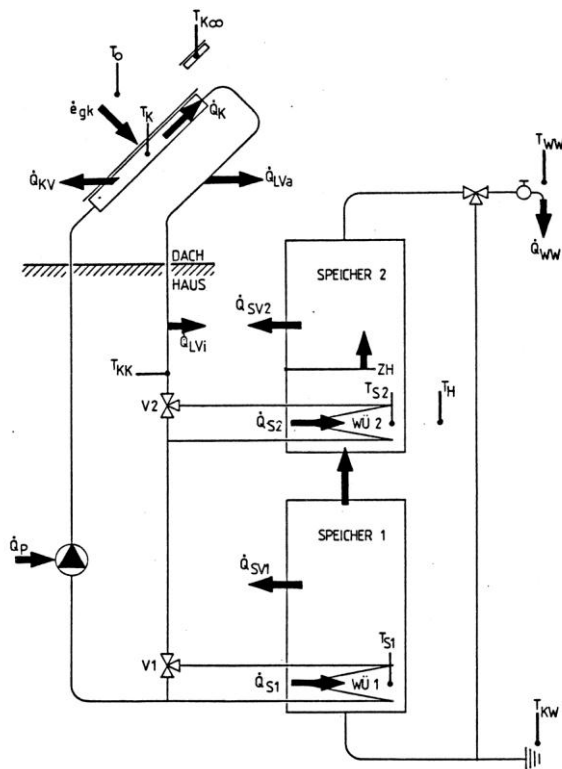 T_K∞
T_o
ė_gk
T_K
Q̇_K
Q̇_KV
Q̇_LVa
T_WW
Q̇_WW
DACH
HAUS
SPEICHER 2
Q̇_SV2
Q̇_LVi
ZH
T_KK
T_S2
T_H
V2
Q̇_S2
WÜ 2
SPEICHER 1
Q̇_P
Q̇_SV1
T_S1
V1
Q̇_S1
WÜ 1
T_KW